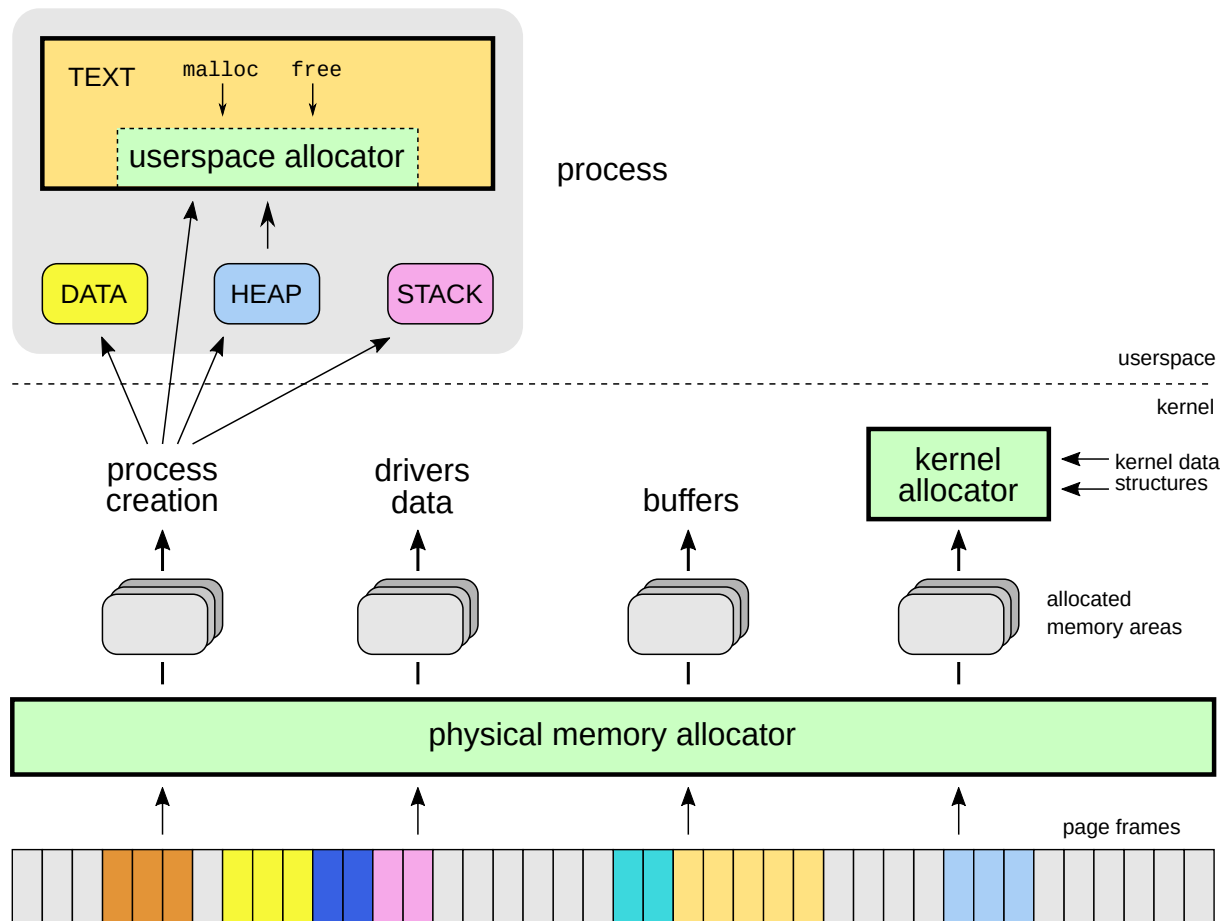 TEXT
malloc
free
userspace allocator
process
DATA
HEAP
STACK
userspace
kernel
process
creation
drivers
data
buffers
kernel
allocator
kernel data
structures
allocated
memory areas
physical memory allocator
page frames